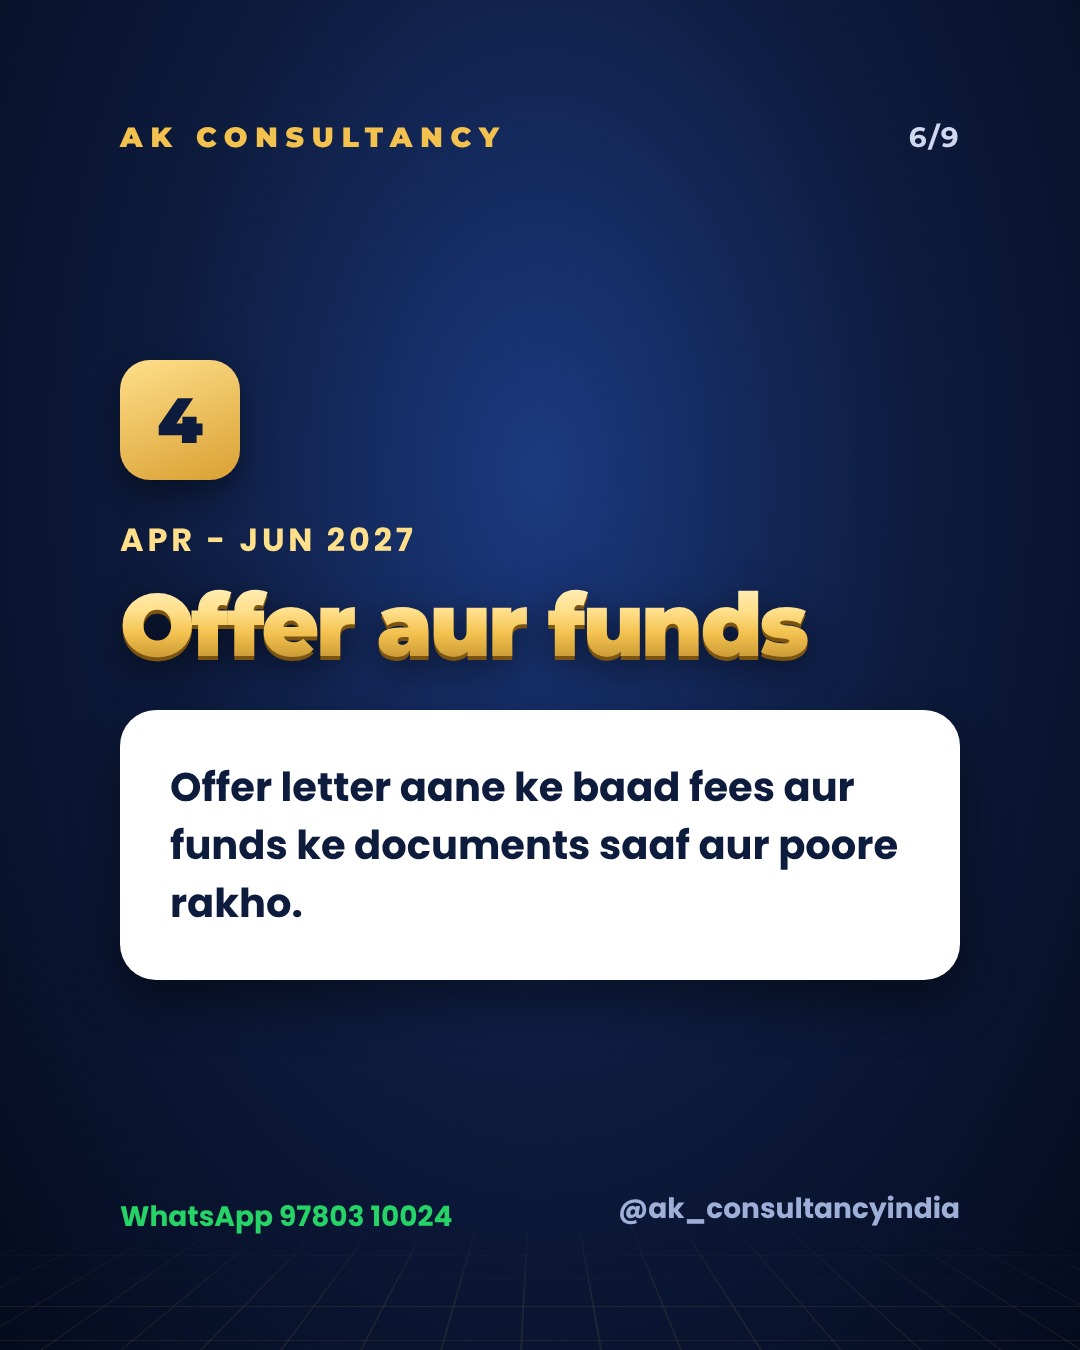 AK CONSULTANCY
6/9
4
APR – JUN 2027
Offer aur funds
Offer letter aane ke baad fees aur
funds ke documents saaf aur poore
rakho.
WhatsApp 97803 10024
@ak_consultancyindia